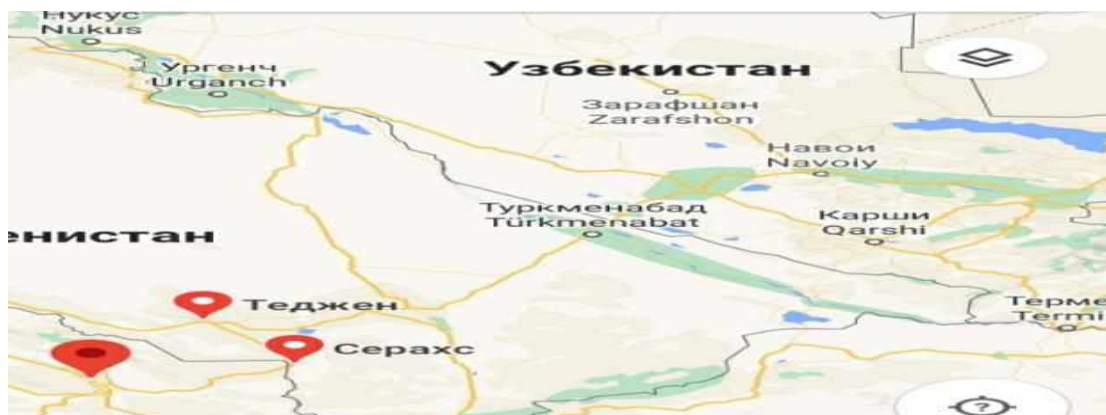 Нукус
Nukus
Ургенч
Urganch
Узбекистан
Зарафшан
Zarafshon
Навои
Navoiy
Туркменабад
Türkmenabat
Карши
Qarshi
енистан
Теджен
Серахс
Терме
Termi
?